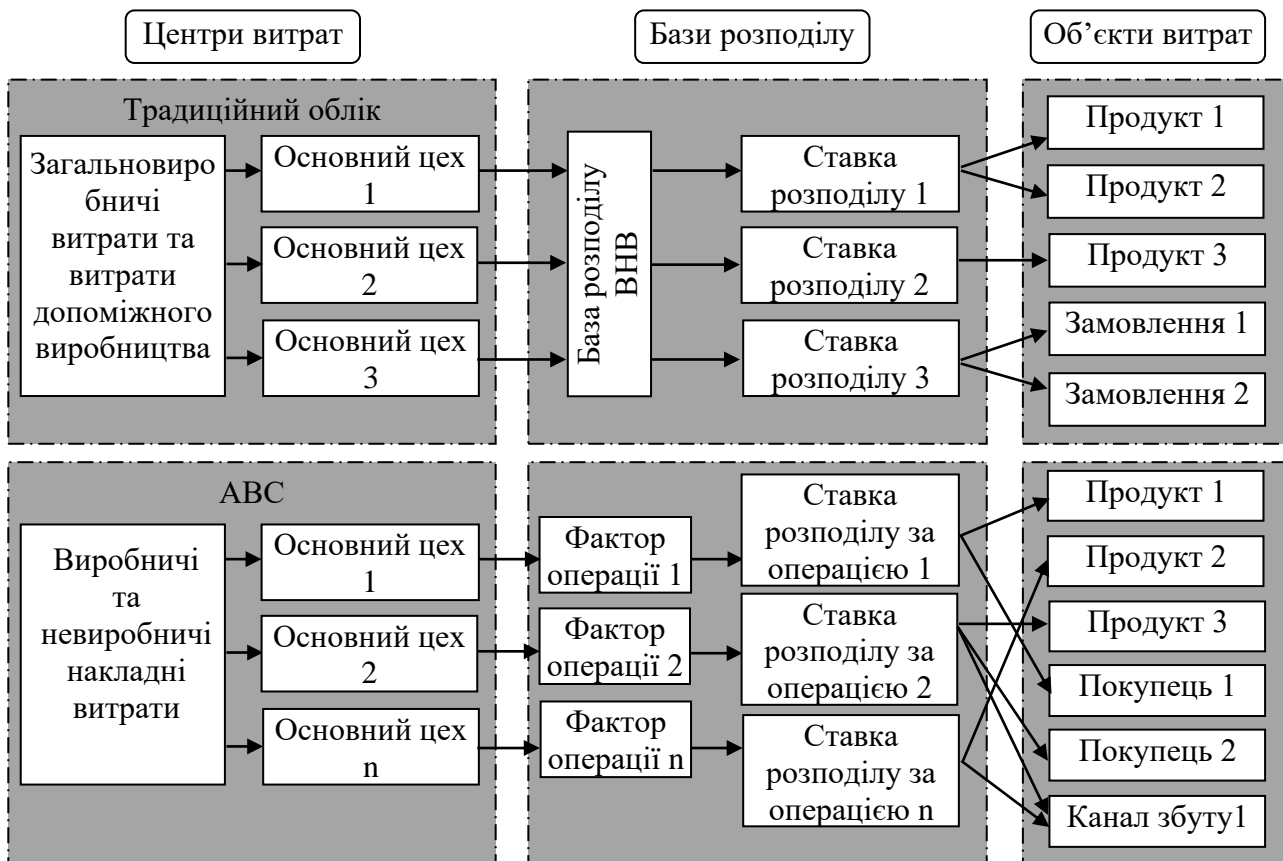 Центри витрат
Бази розподілу
Об’єкти витрат
Традиційний облік
Загальновиро
бничі
витрати та
витрати
допоміжного
виробництва
Основний цех
1
Основний цех
2
Основний цех
3
База розподілу
ВНВ
Ставка
розподілу 1
Ставка
розподілу 2
Ставка
розподілу 3
Продукт 1
Продукт 2
Продукт 3
Замовлення 1
Замовлення 2
АВС
Виробничі
та
невиробничі
накладні
витрати
Основний цех
1
Основний цех
2
Основний цех
n
Фактор
операції 1
Фактор
операції 2
Фактор
операції n
Ставка
розподілу за
операцією 1
Ставка
розподілу за
операцією 2
Ставка
розподілу за
операцією n
Продукт 1
Продукт 2
Продукт 3
Покупець 1
Покупець 2
Канал збуту1